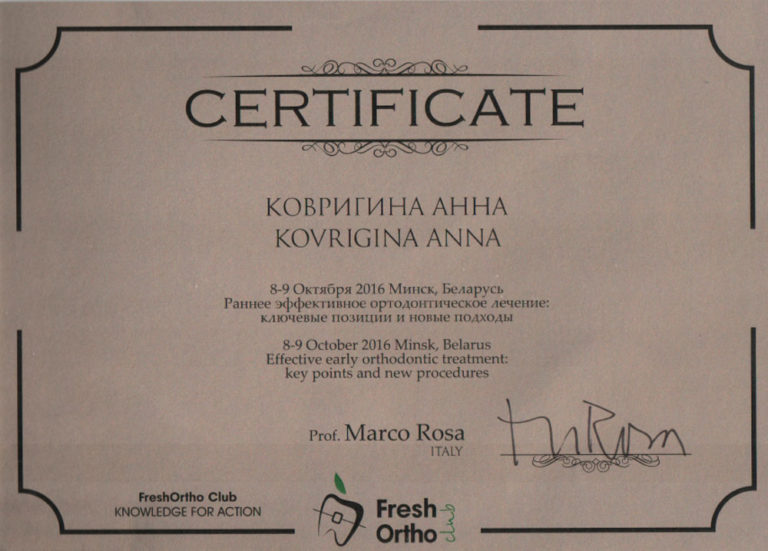 CERTIFICATE
КОВРИГИНА АННА
KOVRIGINA ANNA
8-9 Октября 2016 Минск, Беларусь
Раннее эффективное ортодонтическое лечение:
ключевые позиции и новые подходы
8-9 October 2016 Minsk, Belarus
Effective early orthodontic treatment:
key points and new procedures
Prof. Marco Rosa
ITALY
FreshOrtho Club
KNOWLEDGE FOR ACTION
Fresh
Ortho club